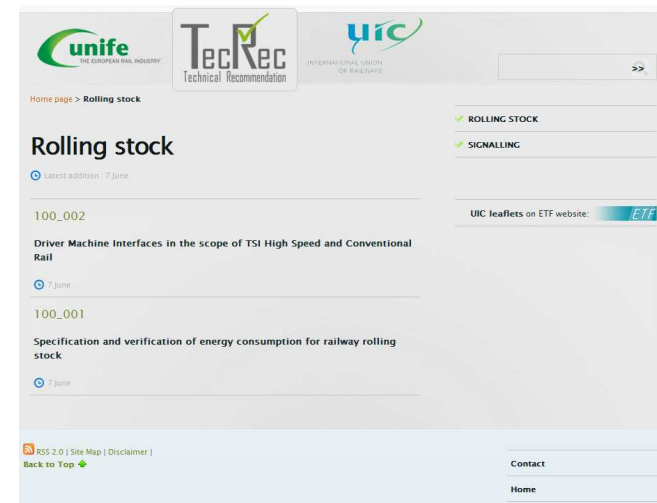 unife
THE EUROPEAN RAIL INDUSTRY
TecRec
Technical Recommendation
uic
INTERNATIONAL UNION
OF RAILWAYS
>>
Home page > Rolling stock
Rolling stock
Latest addition : 7 June.
100_002
Driver Machine Interfaces in the scope of TSI High Speed and Conventional
Rail
7 June
100_001
Specification and verification of energy consumption for railway rolling
stock
7 June
ROLLING STOCK
SIGNALLING
UIC leaflets on ETF website: ETF
RSS 2.0 | Site Map | Disclaimer |
Back to Top
Contact
Home